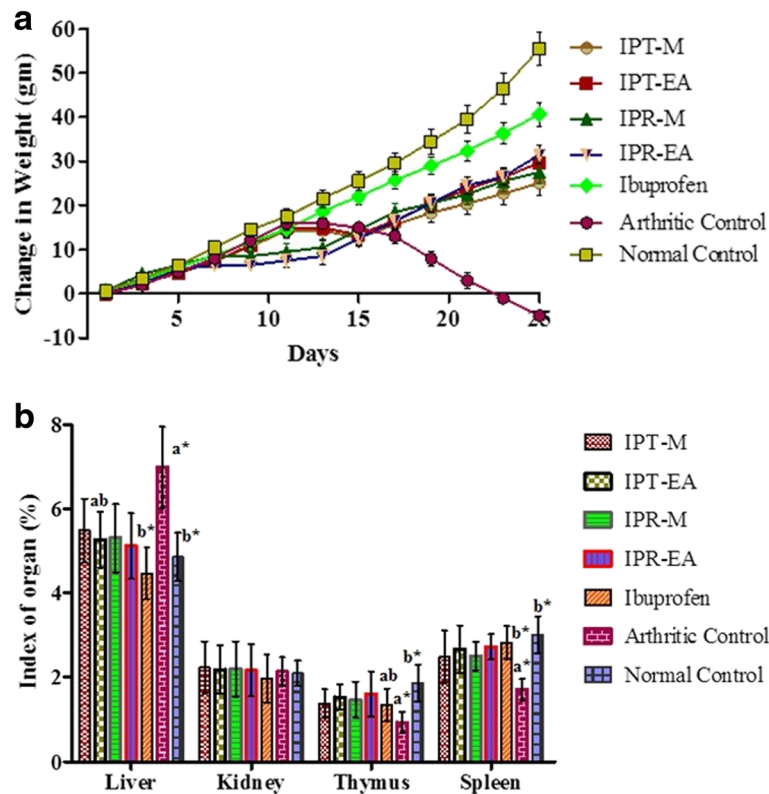 a
60
50
40
30
20
10
0
-10
Change in Weight (gm)
5
10
15
20
25
Days
IPT-M
IPT-EA
IPR-M
IPR-EA
Ibuprofen
Arthritic Control
Normal Control
b
8
6
4
2
0
Index of organ (%)
ab
b*
a*
b*
ab
a*
b*
b*
a*
b*
Liver
Kidney
Thymus
Spleen
IPT-M
IPT-EA
IPR-M
IPR-EA
Ibuprofen
Arthritic Control
Normal Control